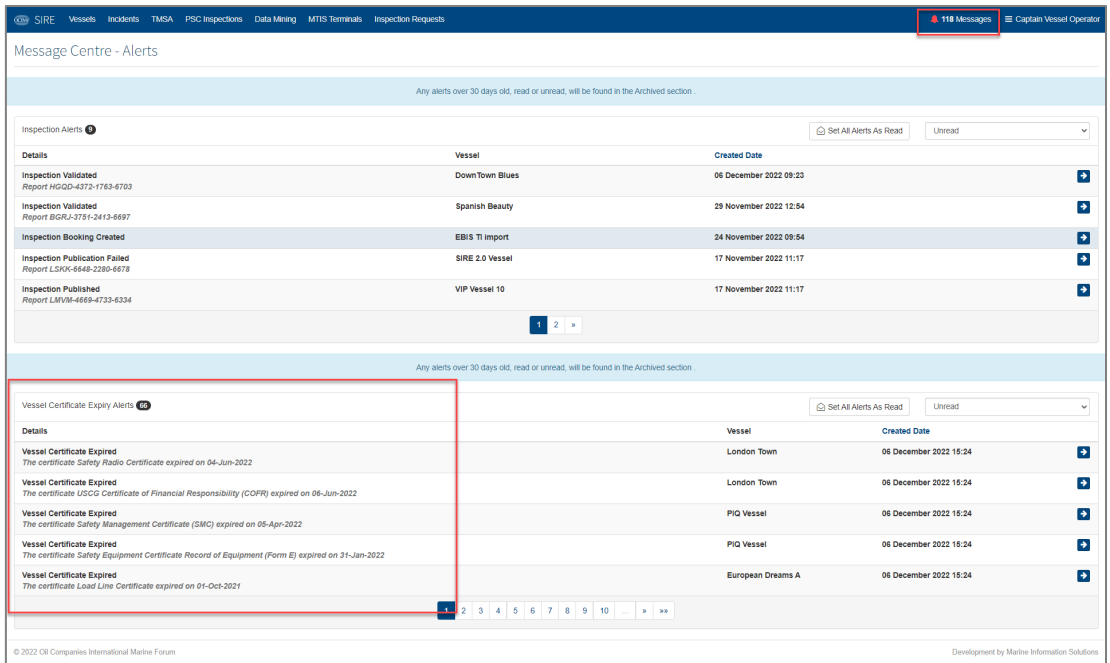 OCIMF SIRE Vessels Incidents TMSA PSC Inspections Data Mining MTIS Terminals Inspection Requests 118 Messages Captain Vessel Operator
Message Centre - Alerts
Any alerts over 30 days old, read or unread, will be found in the Archived section .
Inspection Alerts 9 Set All Alerts As Read Unread
Details Vessel Created Date
Inspection Validated DownTown Blues 06 December 2022 09:23
Report HGQD-4372-1763-6703
Inspection Validated Spanish Beauty 29 November 2022 12:54
Report BGRJ-3751-2413-6697
Inspection Booking Created EBIS TI import 24 November 2022 09:54
Inspection Publication Failed SIRE 2.0 Vessel 17 November 2022 11:17
Report LSKK-6648-2280-6678
Inspection Published VIP Vessel 10 17 November 2022 11:17
Report LMVM-4669-4733-6334
1 2 »
Any alerts over 30 days old, read or unread, will be found in the Archived section .
Vessel Certificate Expiry Alerts 66 Set All Alerts As Read Unread
Details Vessel Created Date
Vessel Certificate Expired London Town 06 December 2022 15:24
The certificate Safety Radio Certificate expired on 04-Jun-2022
Vessel Certificate Expired London Town 06 December 2022 15:24
The certificate USCG Certificate of Financial Responsibility (COFR) expired on 06-Jun-2022
Vessel Certificate Expired PIQ Vessel 06 December 2022 15:24
The certificate Safety Management Certificate (SMC) expired on 05-Apr-2022
Vessel Certificate Expired PIQ Vessel 06 December 2022 15:24
The certificate Safety Equipment Certificate Record of Equipment (Form E) expired on 31-Jan-2022
Vessel Certificate Expired European Dreams A 06 December 2022 15:24
The certificate Load Line Certificate expired on 01-Oct-2021
1 2 3 4 5 6 7 8 9 10 ... » »»
© 2022 Oil Companies International Marine Forum Development by Marine Information Solutions